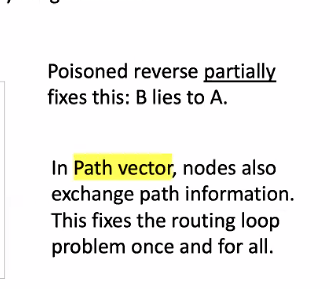 Poisoned reverse partially
fixes this: B lies to A.
In Path vector, nodes also
exchange path information.
This fixes the routing loop
problem once and for all.